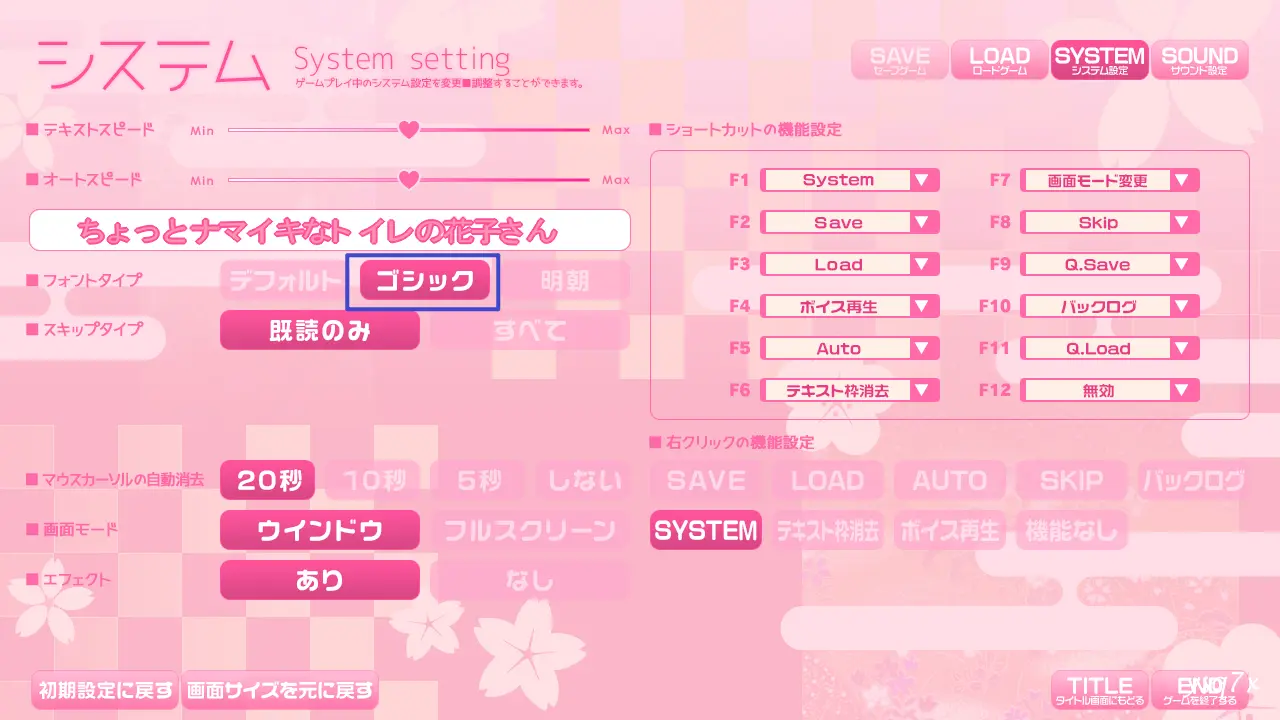 システム
System setting
ゲームプレイ中のシステム設定を変更■調整することができます。
SAVE
セーブゲーム
LOAD
ロードゲーム
SYSTEM
システム設定
SOUND
サウンド設定
■テキストスピード Min Max
■オートスピード Min Max
ちょっとナマイキなトイレの花子さん
■フォントタイプ デフォルト ゴシック 明朝
■スキップタイプ 既読のみ すべて
■マウスカーソルの自動消去 20秒 10秒 5秒 しない
■画面モード ウインドウ フルスクリーン
■エフェクト あり なし
■ショートカットの機能設定
F1 System F7 画面モード変更
F2 Save F8 Skip
F3 Load F9 Q.Save
F4 ボイス再生 F10 バックログ
F5 Auto F11 Q.Load
F6 テキスト枠消去 F12 無効
■右クリックの機能設定
SAVE LOAD AUTO SKIP バックログ
SYSTEM テキスト枠消去 ボイス再生 機能なし
初期設定に戻す 画面サイズを元に戻す
TITLE
タイトル画面にもどる
END
ゲームを終了する